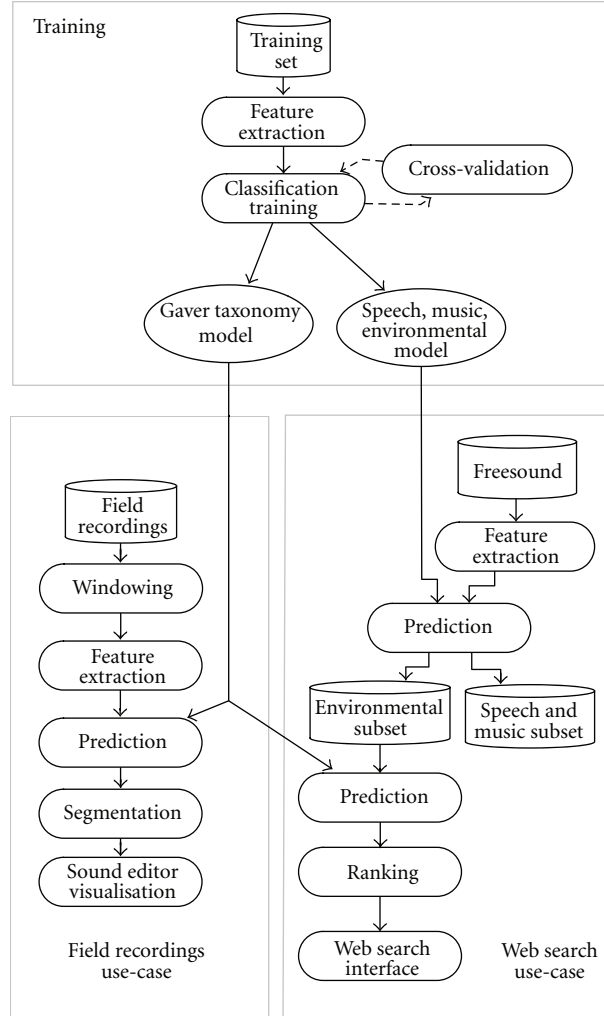 Training
Training
set
Feature
extraction
Cross-validation
Classification
training
Gaver taxonomy
model
Speech, music,
environmental
model
Field
recordings
Windowing
Feature
extraction
Prediction
Segmentation
Sound editor
visualisation
Field recordings
use-case
Freesound
Feature
extraction
Prediction
Environmental
subset
Speech and
music subset
Prediction
Ranking
Web search
interface
Web search
use-case